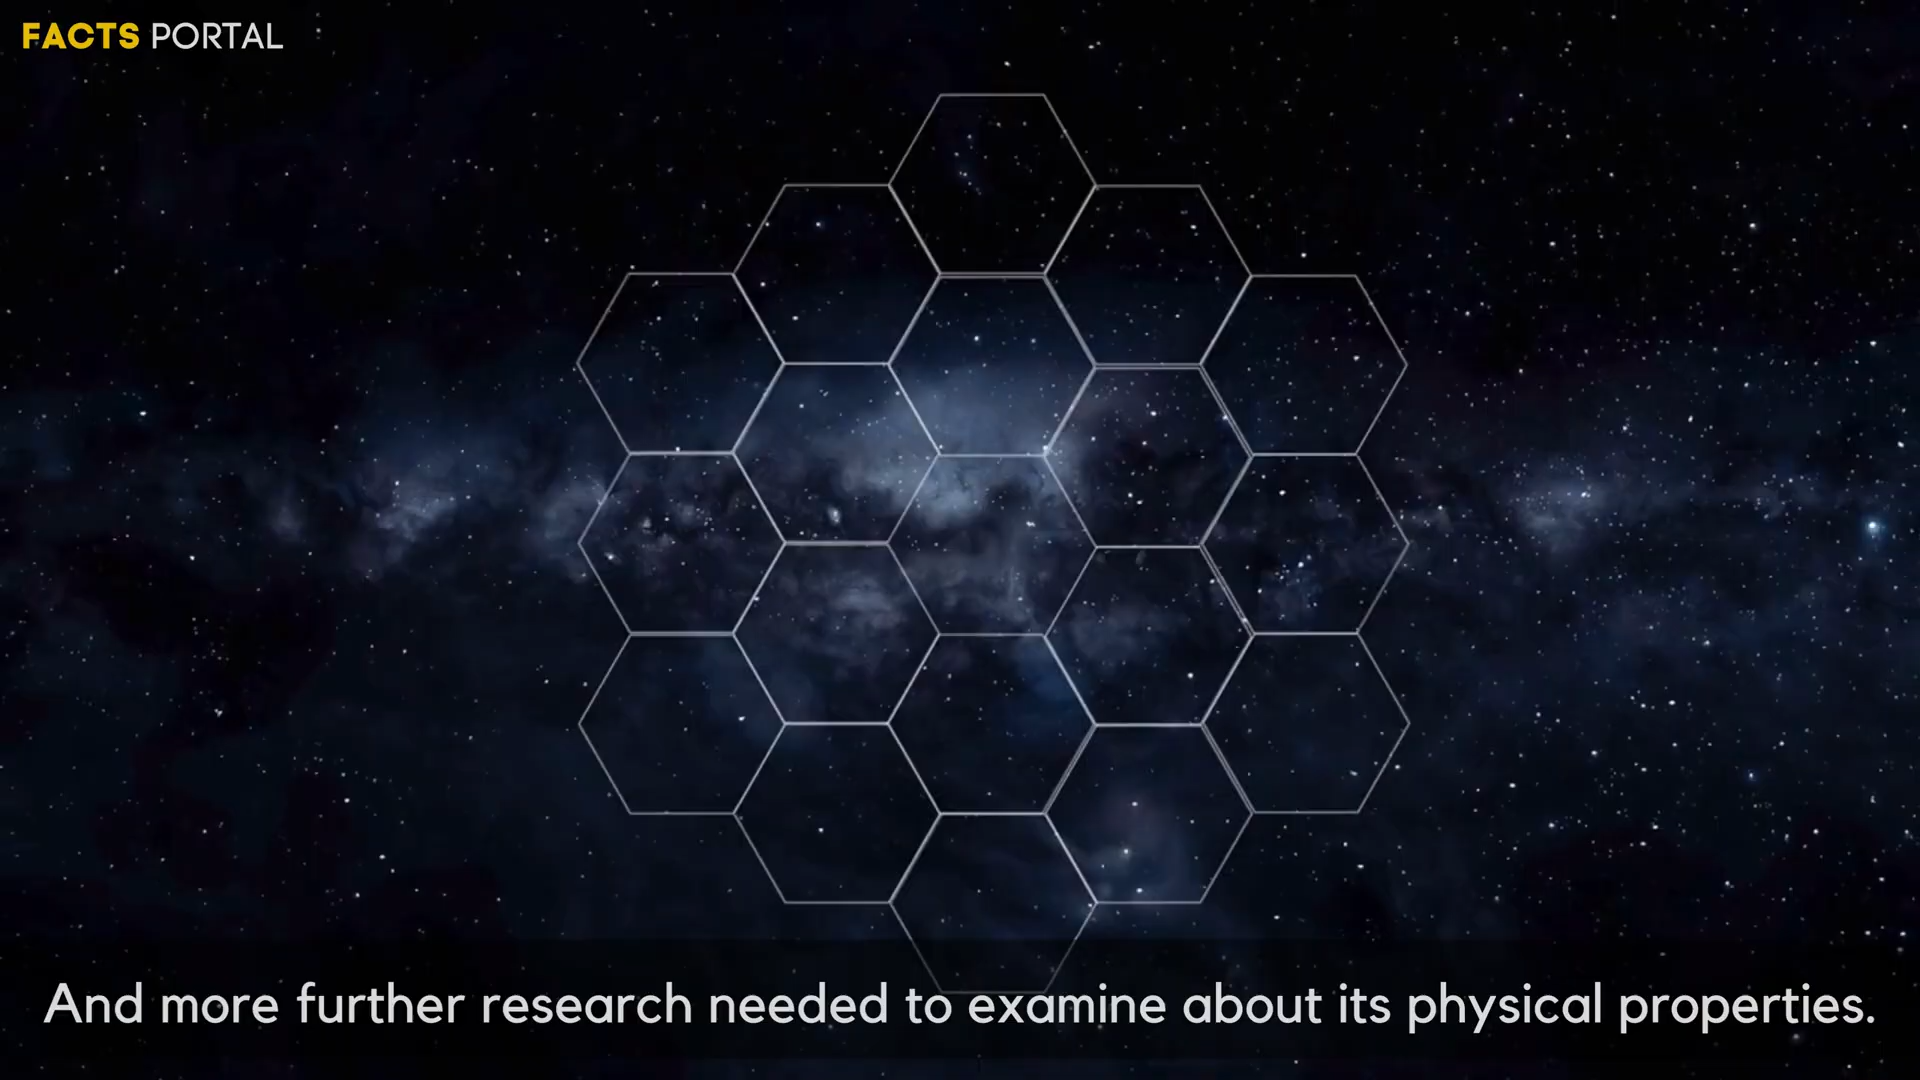 FACTS PORTAL
And more further research needed to examine about its physical properties.